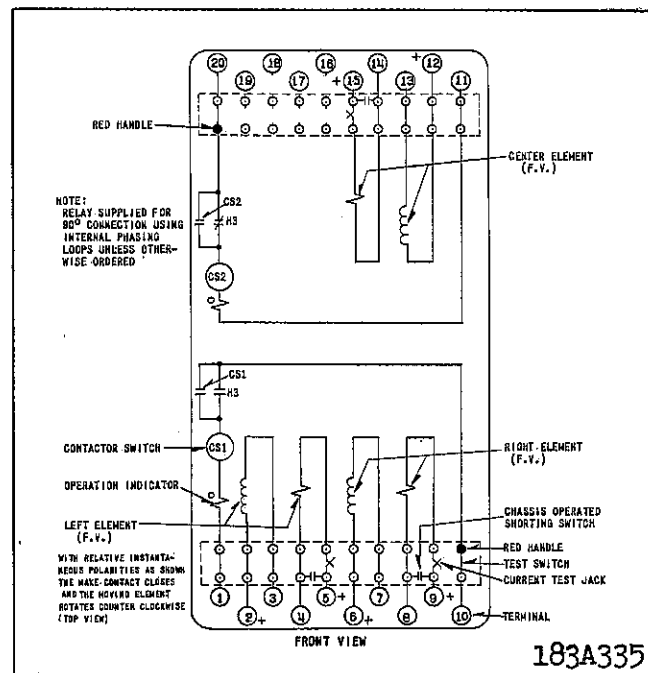 20 18 16 + 14 + 12
19 17 15 13 11
RED HANDLE
CENTER ELEMENT
(F.V.)
NOTE:
RELAY SUPPLIED FOR
90° CONNECTION USING
INTERNAL PHASING
LOOPS UNLESS OTHER-
WISE ORDERED
CS2
H3
CS2
CS1
H3
CONTACTOR SWITCH
CS1
OPERATION INDICATOR
LEFT ELEMENT
(F.V.)
RIGHT ELEMENT
(F.V.)
CHASSIS OPERATED
SHORTING SWITCH
WITH RELATIVE INSTANTA-
NEOUS POLARITIES AS SHOWN
THE MAKE-CONTACT CLOSES
AND THE MOVING ELEMENT
ROTATES COUNTER CLOCKWISE
(TOP VIEW)
RED HANDLE
TEST SWITCH
CURRENT TEST JACK
1 3 5 + 7 9 +
2 + 4 6 + 8 10
TERMINAL
FRONT VIEW
183A335